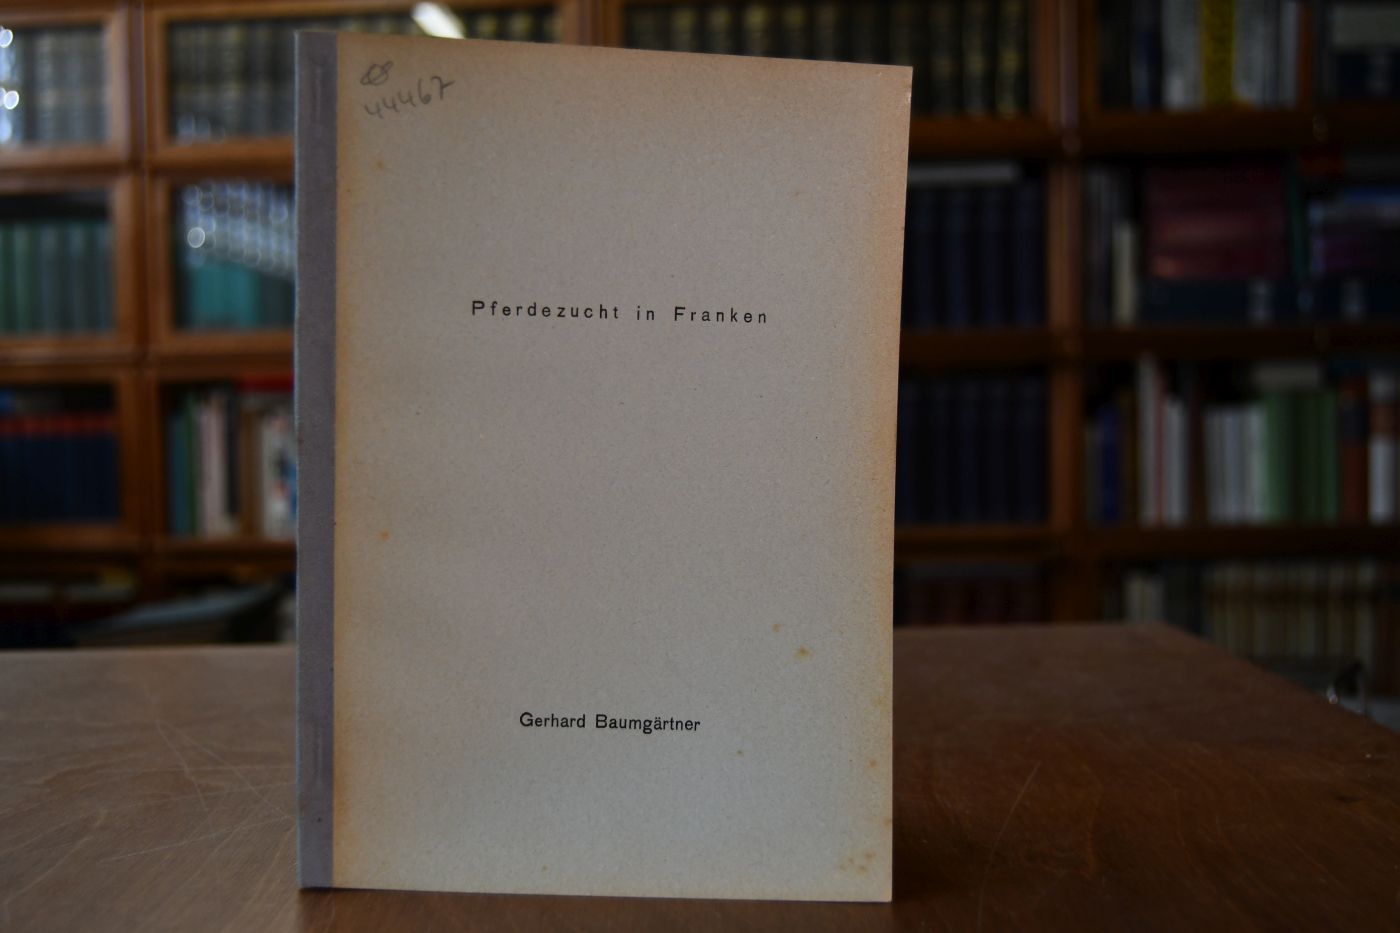 44467
Pferdezucht in Franken
Gerhard Baumgärtner